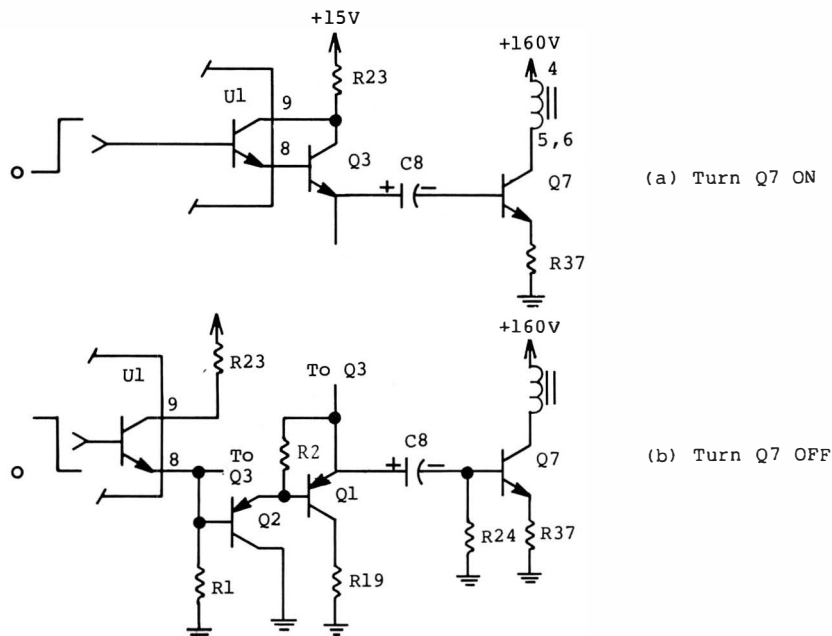 +15V
+160V
4
R23
U1
9
5,6
8
Q3
C8
Q7
(a) Turn Q7 ON
+
−
R37
+160V
R23
To Q3
U1
9
C8
8
To
Q3
R2
+
−
Q7
(b) Turn Q7 OFF
Q2
Q1
R24
R37
R1
R19